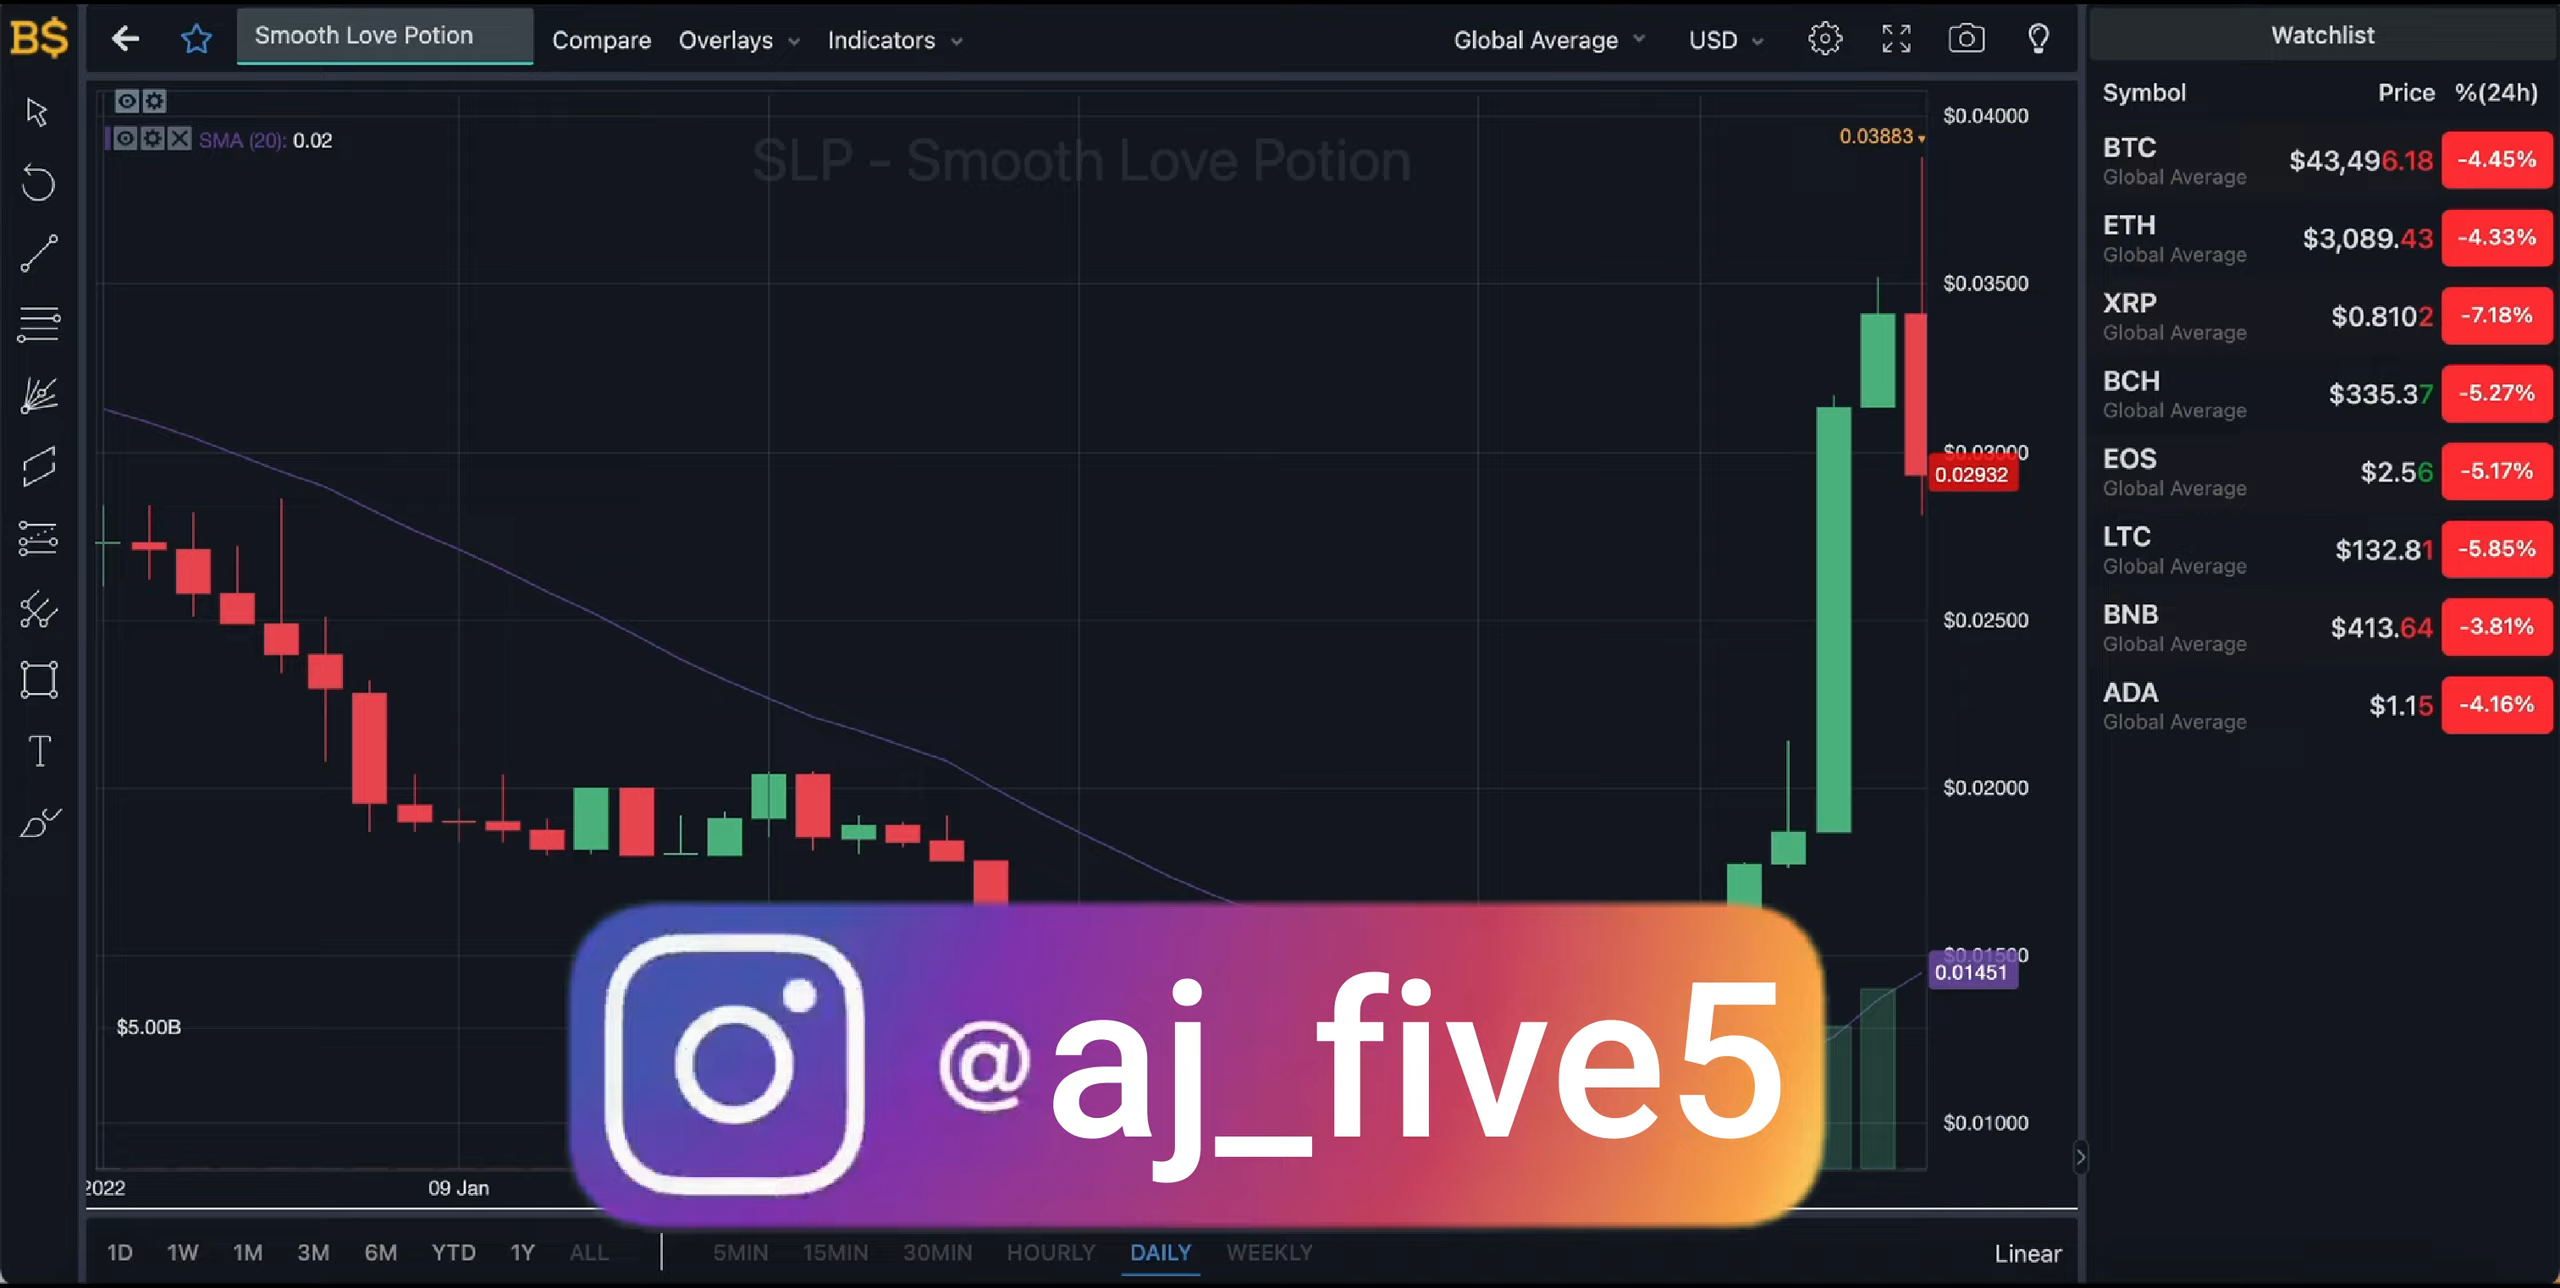 B$
Smooth Love Potion
Compare
Overlays
Indicators
Global Average
USD
SMA (20): 0.02
SLP - Smooth Love Potion
0.03883
$0.04000
$0.03500
$0.03000
0.02932
$0.02500
$0.02000
$0.01500
0.01451
$0.01000
$5.00B
2022
09 Jan
@aj_five5
1D 1W 1M 3M 6M YTD 1Y ALL
5MIN 15MIN 30MIN HOURLY DAILY WEEKLY
Linear
Watchlist
Symbol Price %(24h)
BTC $43,496.18 -4.45%
Global Average
ETH $3,089.43 -4.33%
Global Average
XRP $0.8102 -7.18%
Global Average
BCH $335.37 -5.27%
Global Average
EOS $2.56 -5.17%
Global Average
LTC $132.81 -5.85%
Global Average
BNB $413.64 -3.81%
Global Average
ADA $1.15 -4.16%
Global Average